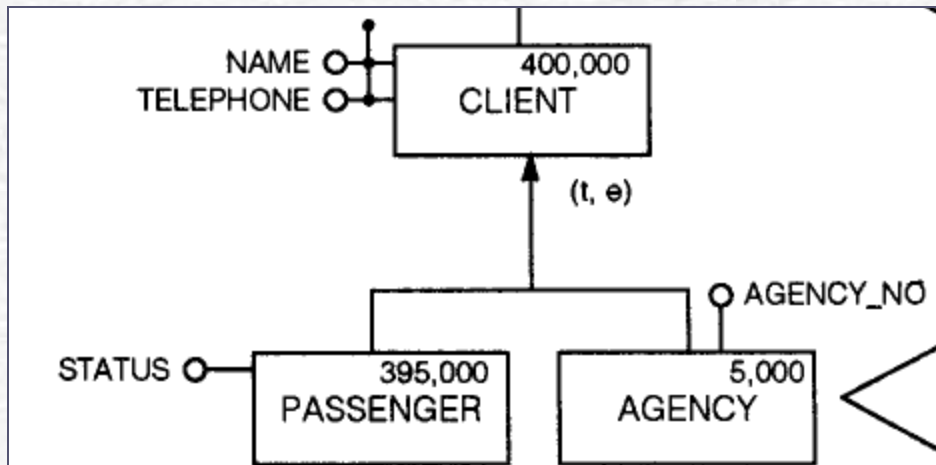 NAME
400,000
TELEPHONE
CLIENT
(t, e)
AGENCY_NO
STATUS
395,000
5,000
PASSENGER
AGENCY